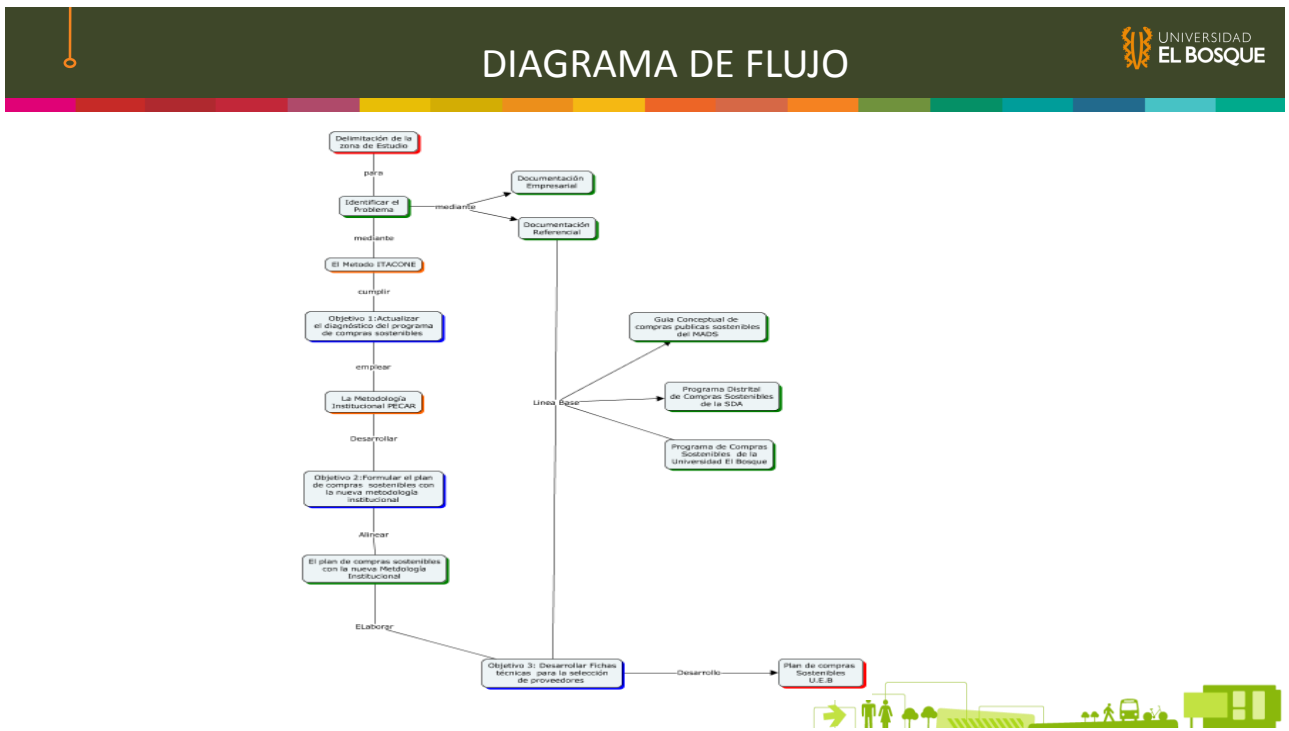 DIAGRAMA DE FLUJO
UNIVERSIDAD
EL BOSQUE
Delimitación de la
zona de Estudio
para
Identificar el
Problema
mediante
Documentación
Empresarial
Documentación
Referencial
mediante
El Metodo ITACONE
cumplir
Objetivo 1:Actualizar
el diagnóstico del programa
de compras sostenibles
emplear
La Metodología
Institucional PECAR
Desarrollar
Objetivo 2:Formular el plan
de compras sostenibles con
la nueva metodología
institucional
Alinear
El plan de compras sostenibles
con la nueva Metdología
Institucional
ELaborar
Linea Base
Guia Conceptual de
compras publicas sostenibles
del MADS
Programa Distrital
de Compras Sostenibles
de la SDA
Programa de Compras
Sostenibles de la
Universidad El Bosque
Objetivo 3: Desarrollar Fichas
técnicas para la selección
de proveedores
Desarrollo
Plan de compras
Sostenibles
U.E.B